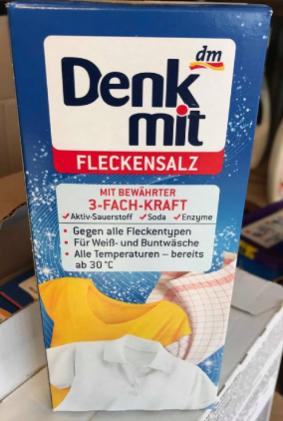 dm
Denk
mit
FLECKENSALZ
MIT BEWÄHRTER
3-FACH-KRAFT
✓Aktiv-Sauerstoff ✓Soda ✓Enzyme
• Gegen alle Fleckentypen
• Für Weiß- und Buntwäsche
• Alle Temperaturen – bereits
ab 30 °C